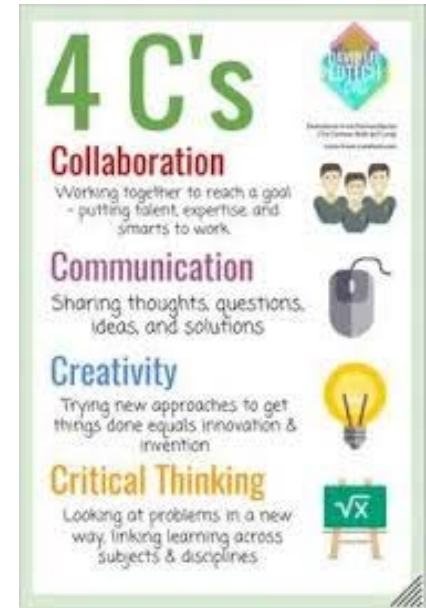 4 C's
Collaboration
Working together to reach a goal
- putting talent, expertise, and
smarts to work.
Communication
Sharing thoughts, questions,
ideas, and solutions
Creativity
Trying new approaches to get
things done equals innovation &
invention
Critical Thinking
Looking at problems in a new
way, linking learning across
subjects & disciplines
√x